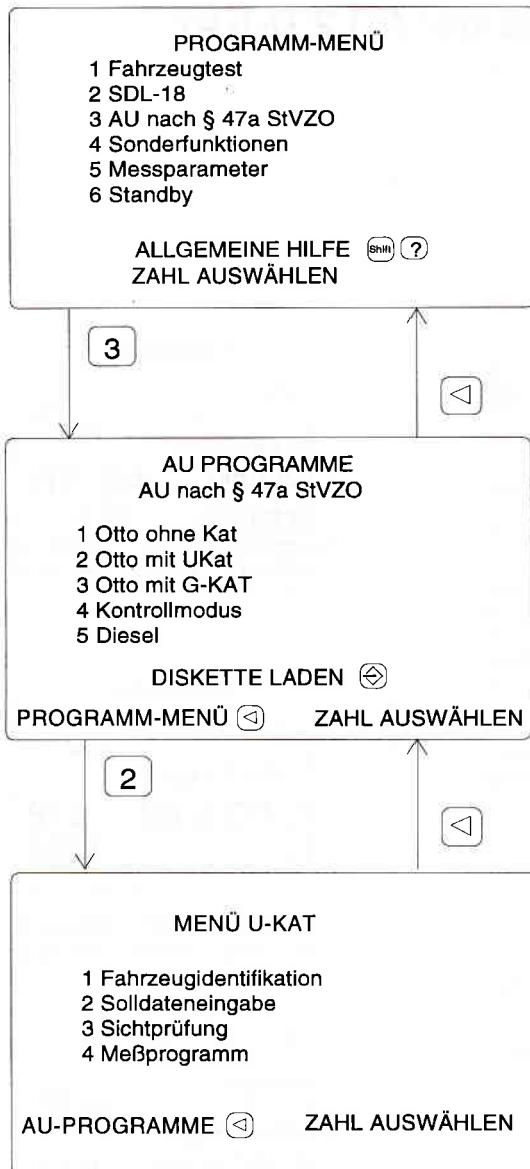 PROGRAMM-MENÜ
1 Fahrzeugtest
2 SDL-18
3 AU nach § 47a StVZO
4 Sonderfunktionen
5 Messparameter
6 Standby
ALLGEMEINE HILFE Shift ?
ZAHL AUSWÄHLEN
3
AU PROGRAMME
AU nach § 47a StVZO
1 Otto ohne Kat
2 Otto mit UKat
3 Otto mit G-KAT
4 Kontrollmodus
5 Diesel
DISKETTE LADEN
PROGRAMM-MENÜ ZAHL AUSWÄHLEN
2
MENÜ U-KAT
1 Fahrzeugidentifikation
2 Solldateneingabe
3 Sichtprüfung
4 Meßprogramm
AU-PROGRAMME ZAHL AUSWÄHLEN